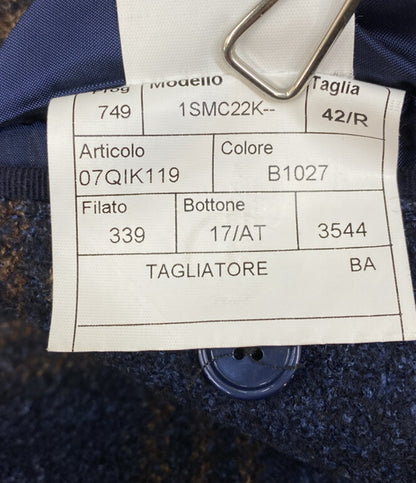 Modello Taglia
749 1SMC22K-- 42/R
Articolo Colore
07QIK119 B1027
Filato Bottone
339 17/AT 3544
TAGLIATORE BA